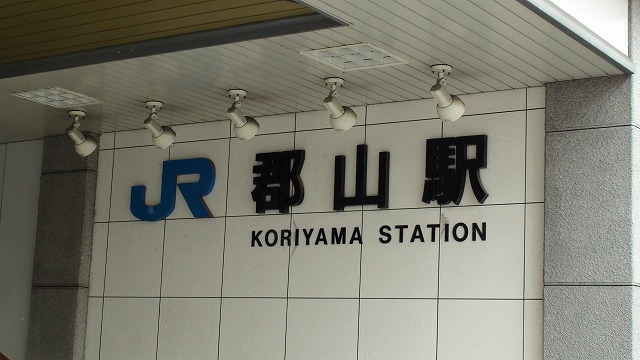 JR 郡山駅
KORIYAMA STATION